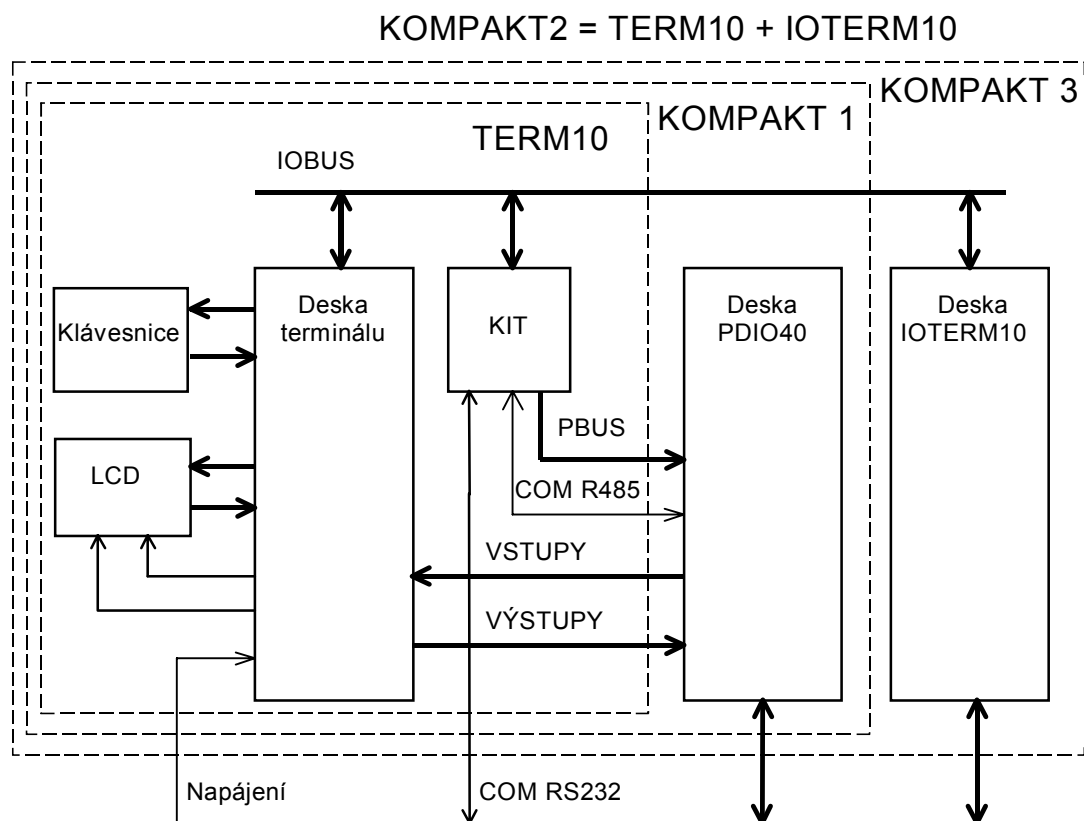 KOMPAKT2 = TERM10 + IOTERM10
KOMPAKT 3
KOMPAKT 1
TERM10
IOBUS
Klávesnice
Deska
terminálu
KIT
Deska
PDIO40
Deska
IOTERM10
LCD
PBUS
COM R485
VSTUPY
VÝSTUPY
Napájení
COM RS232